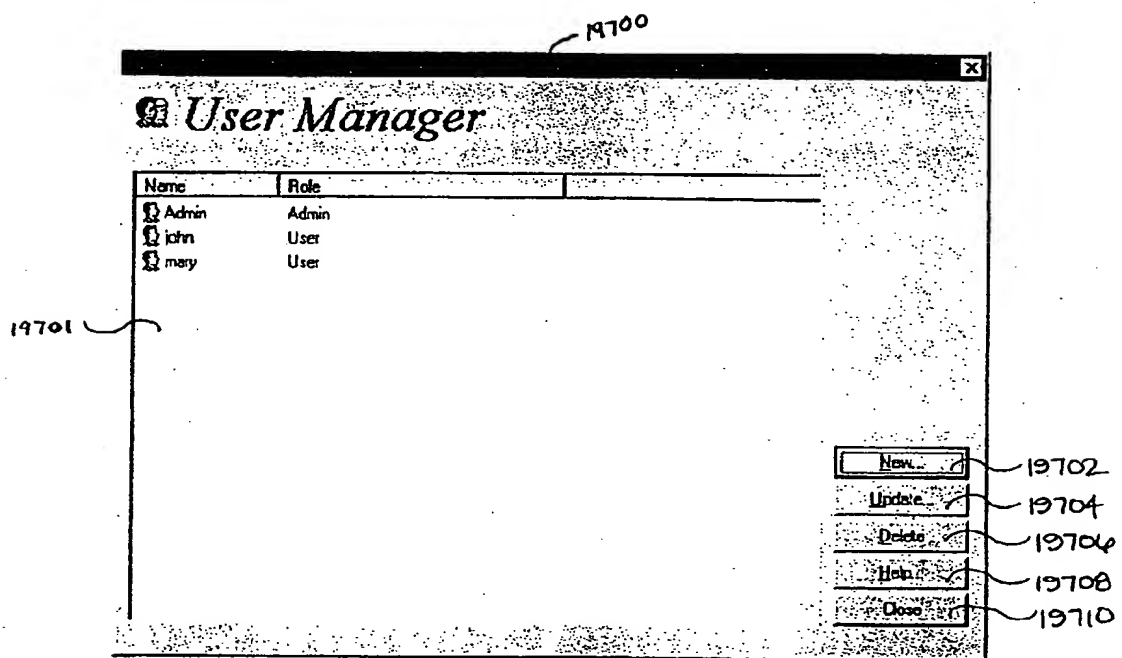 19700
User Manager
Name Role
Admin Admin
john User
mary User
19701
New... 19702
Update... 19704
Delete... 19706
Help... 19708
Close 19710